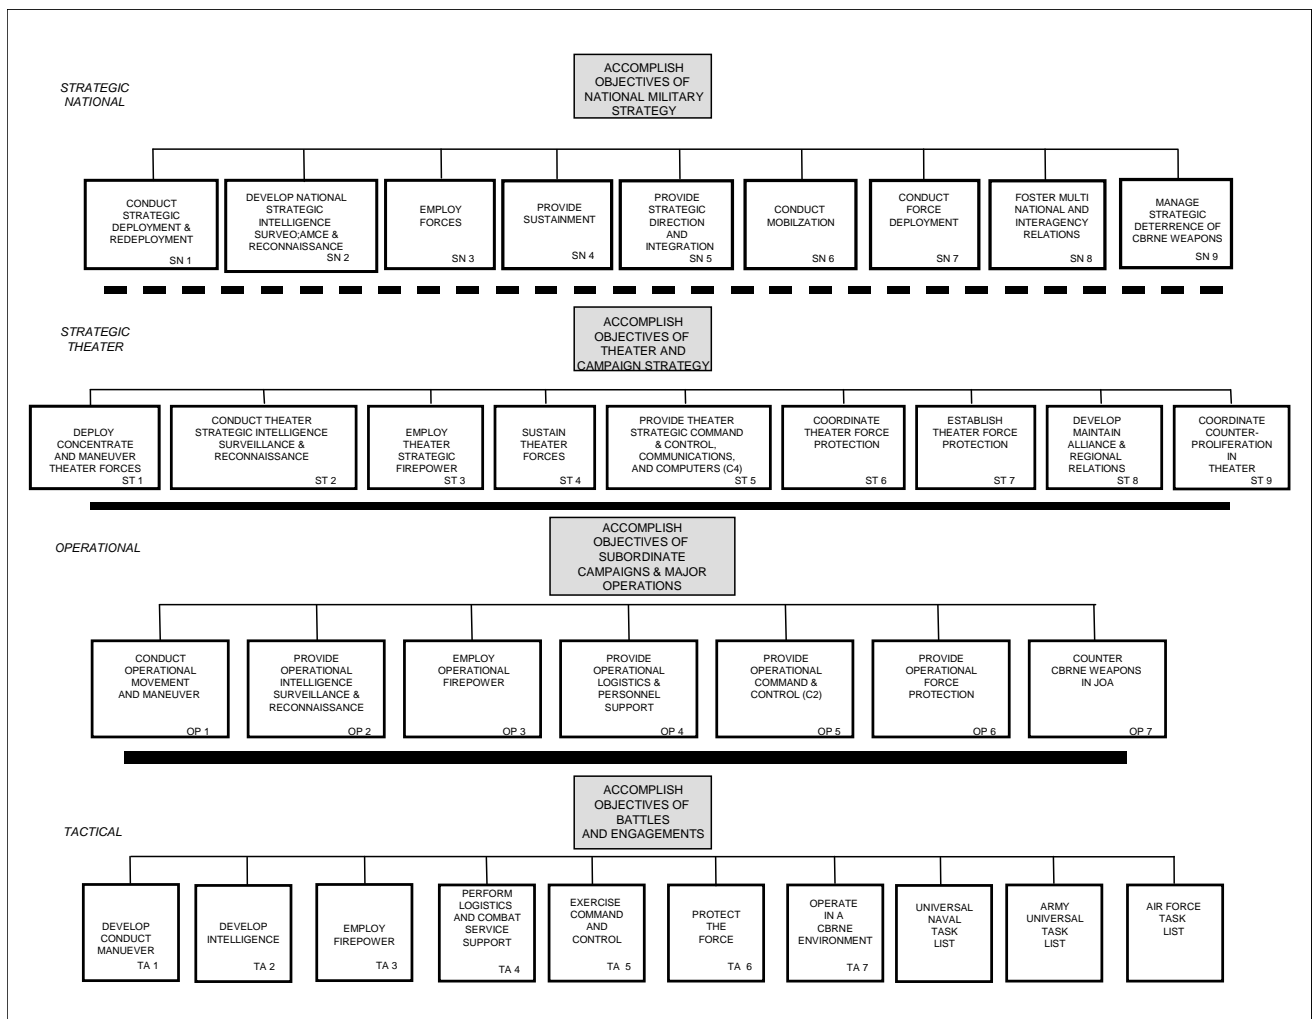 STRATEGIC
NATIONAL
ACCOMPLISH
OBJECTIVES OF
NATIONAL MILITARY
STRATEGY
CONDUCT
STRATEGIC
DEPLOYMENT &
REDEPLOYMENT
SN 1
DEVELOP NATIONAL
STRATEGIC
INTELLIGENCE
SURVEO;AMCE &
RECONNAISSANCE
SN 2
EMPLOY
FORCES
SN 3
PROVIDE
SUSTAINMENT
SN 4
PROVIDE
STRATEGIC
DIRECTION
AND
INTEGRATION
SN 5
CONDUCT
MOBILZATION
SN 6
CONDUCT
FORCE
DEPLOYMENT
SN 7
FOSTER MULTI
NATIONAL AND
INTERAGENCY
RELATIONS
SN 8
MANAGE
STRATEGIC
DETERRENCE OF
CBRNE WEAPONS
SN 9
STRATEGIC
THEATER
ACCOMPLISH
OBJECTIVES OF
THEATER AND
CAMPAIGN STRATEGY
DEPLOY
CONCENTRATE
AND MANEUVER
THEATER FORCES
ST 1
CONDUCT THEATER
STRATEGIC INTELLIGENCE
SURVEILLANCE &
RECONNAISSANCE
ST 2
EMPLOY
THEATER
STRATEGIC
FIREPOWER
ST 3
SUSTAIN
THEATER
FORCES
ST 4
PROVIDE THEATER
STRATEGIC COMMAND
& CONTROL,
COMMUNICATIONS,
AND COMPUTERS (C4)
ST 5
COORDINATE
THEATER FORCE
PROTECTION
ST 6
ESTABLISH
THEATER FORCE
PROTECTION
ST 7
DEVELOP
MAINTAIN
ALLIANCE &
REGIONAL
RELATIONS
ST 8
COORDINATE
COUNTER-
PROLIFERATION
IN
THEATER
ST 9
OPERATIONAL
ACCOMPLISH
OBJECTIVES OF
SUBORDINATE
CAMPAIGNS & MAJOR
OPERATIONS
CONDUCT
OPERATIONAL
MOVEMENT
AND MANEUVER
OP 1
PROVIDE
OPERATIONAL
INTELLIGENCE
SURVEILLANCE &
RECONNAISSANCE
OP 2
EMPLOY
OPERATIONAL
FIREPOWER
OP 3
PROVIDE
OPERATIONAL
LOGISTICS &
PERSONNEL
SUPPORT
OP 4
PROVIDE
OPERATIONAL
COMMAND &
CONTROL (C2)
OP 5
PROVIDE
OPERATIONAL
FORCE
PROTECTION
OP 6
COUNTER
CBRNE WEAPONS
IN JOA
OP 7
TACTICAL
ACCOMPLISH
OBJECTIVES OF
BATTLES
AND ENGAGEMENTS
DEVELOP
CONDUCT
MANUEVER
TA 1
DEVELOP
INTELLIGENCE
TA 2
EMPLOY
FIREPOWER
TA 3
PERFORM
LOGISTICS
AND COMBAT
SERVICE
SUPPORT
TA 4
EXERCISE
COMMAND
AND
CONTROL
TA 5
PROTECT
THE
FORCE
TA 6
OPERATE
IN A
CBRNE
ENVIRONMENT
TA 7
UNIVERSAL
NAVAL
TASK
LIST
ARMY
UNIVERSAL
TASK
LIST
AIR FORCE
TASK
LIST